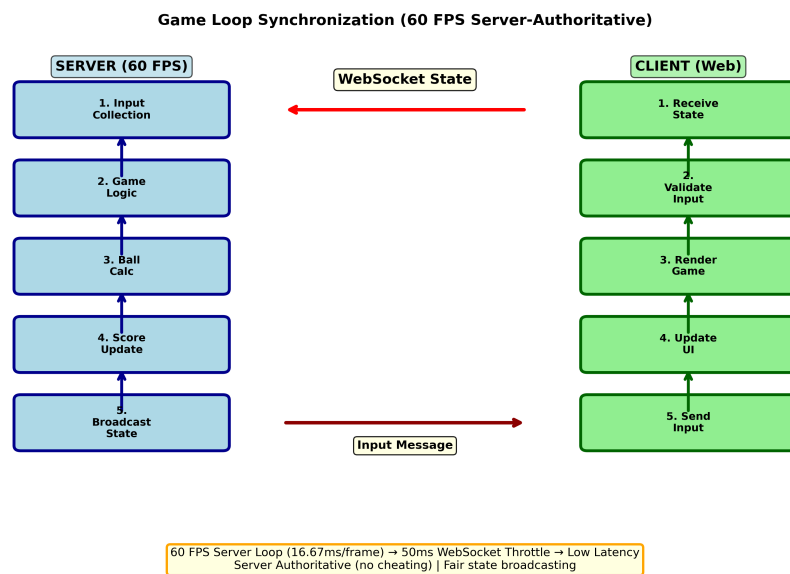 Game Loop Synchronization (60 FPS Server-Authoritative)
SERVER (60 FPS)
1. Input
Collection
2. Game
Logic
3. Ball
Calc
4. Score
Update
5.
Broadcast
State
WebSocket State
Input Message
CLIENT (Web)
1. Receive
State
2.
Validate
Input
3. Render
Game
4. Update
UI
5. Send
Input
60 FPS Server Loop (16.67ms/frame) → 50ms WebSocket Throttle → Low Latency
Server Authoritative (no cheating) | Fair state broadcasting